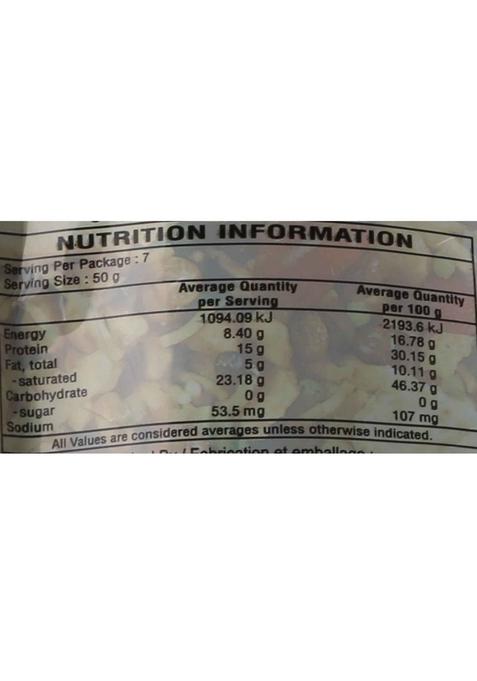 NUTRITION INFORMATION
Serving Per Package : 7
Serving Size : 50 g
Average Quantity per Serving Average Quantity per 100 g
Energy 1094.09 kJ 2193.6 kJ
Protein 8.40 g 16.78 g
Fat, total 15 g 30.15 g
- saturated 5 g 10.11 g
Carbohydrate 23.18 g 46.37 g
- sugar 0 g 0 g
Sodium 53.5 mg 107 mg
All Values are considered averages unless otherwise indicated.
/ Fabrication et emballage